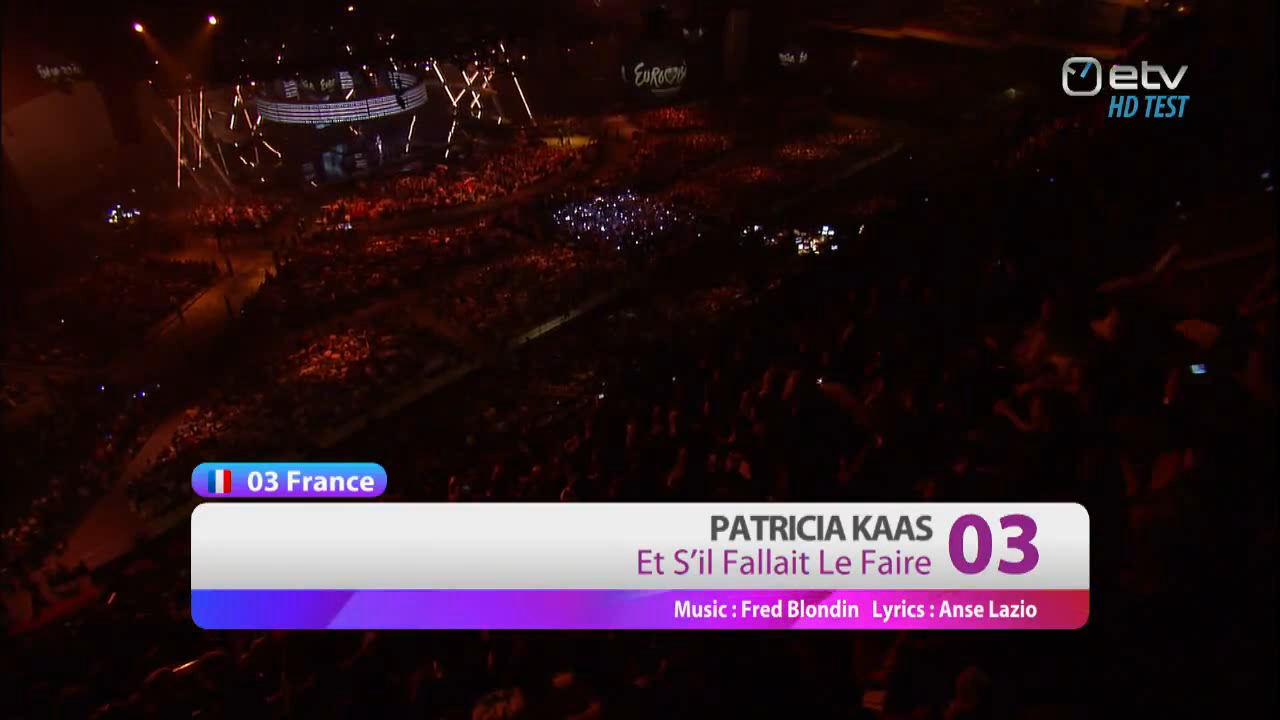 EUROVIS
etv
HD TEST
03 France
PATRICIA KAAS
Et S'il Fallait Le Faire
03
Music : Fred Blondin Lyrics : Anse Lazio